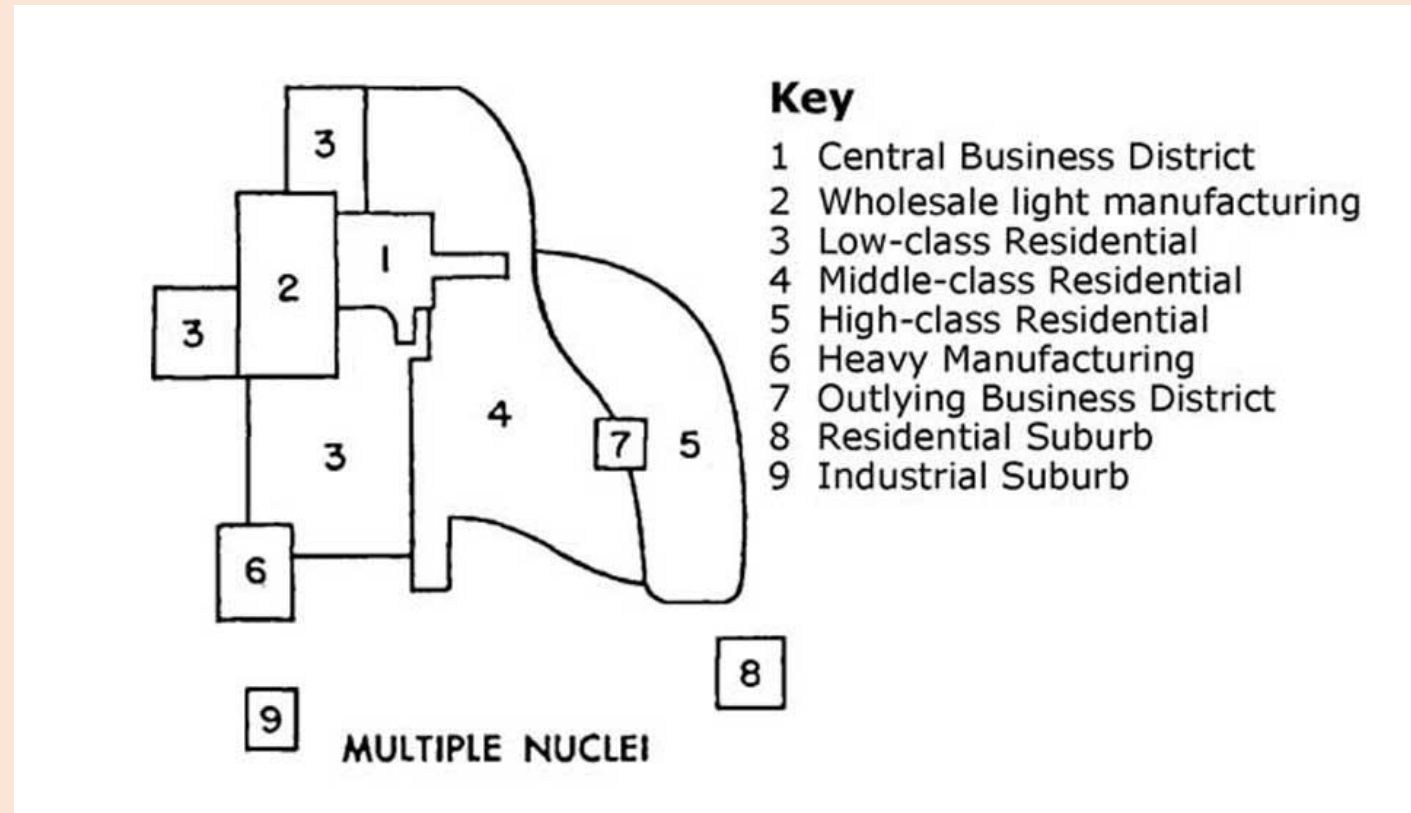 3
1
2
3
4
3
7
5
6
8
9
MULTIPLE NUCLEI
Key
1 Central Business District
2 Wholesale light manufacturing
3 Low-class Residential
4 Middle-class Residential
5 High-class Residential
6 Heavy Manufacturing
7 Outlying Business District
8 Residential Suburb
9 Industrial Suburb